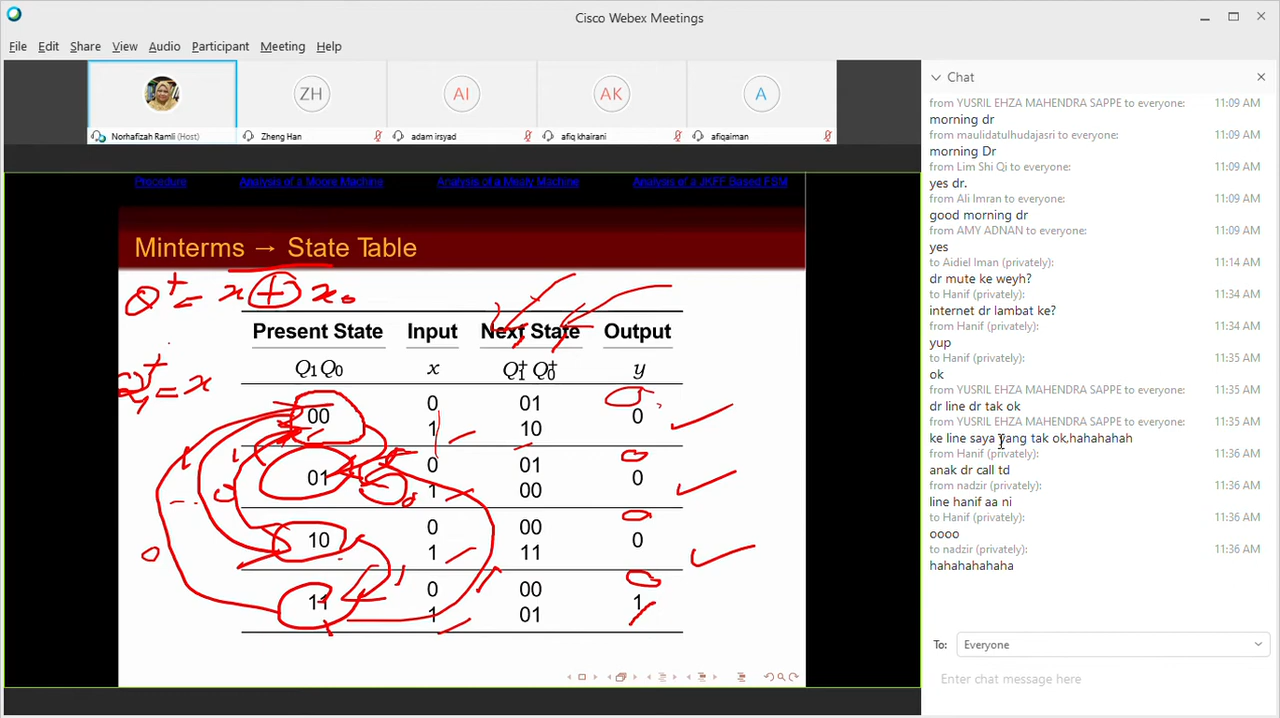 Cisco Webex Meetings
File Edit Share View Audio Participant Meeting Help
ZH AI AK A
Norhafizah Ramli (Host) Zheng Han adam irsyad afiq khairani afiqaiman
Procedure Analysis of a Moore Machine Analysis of a Mealy Machine Analysis of a JKFF Based FSM
Minterms → State Table
Present State Input Next State Output
Q1Q0 x Q1+ Q0+ y
00 0 01 0
1 10
01 0 01 0
1 00
10 0 00 0
1 11
11 0 00 1
1 01
Chat
from YUSRIL EHZA MAHENDRA SAPPE to everyone: 11:09 AM
morning dr
from maulidatulhudajasri to everyone: 11:09 AM
morning Dr
from Lim Shi Qi to everyone: 11:09 AM
yes dr.
from Ali Imran to everyone: 11:09 AM
good morning dr
from AMY ADNAN to everyone: 11:09 AM
yes
to Aidiel Iman (privately): 11:14 AM
dr mute ke weyh?
to Hanif (privately): 11:34 AM
internet dr lambat ke?
from Hanif (privately): 11:34 AM
yup
to Hanif (privately): 11:35 AM
ok
from YUSRIL EHZA MAHENDRA SAPPE to everyone: 11:35 AM
dr line dr tak ok
from YUSRIL EHZA MAHENDRA SAPPE to everyone: 11:35 AM
ke line saya yang tak ok,hahahahah
from Hanif (privately): 11:36 AM
anak dr call td
from nadzir (privately): 11:36 AM
line hanif aa ni
to Hanif (privately): 11:36 AM
oooo
to nadzir (privately): 11:36 AM
hahahahahaha
To: Everyone
Enter chat message here